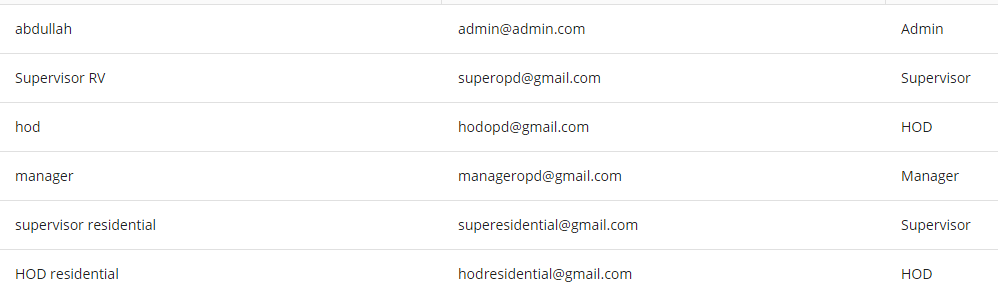 abdullah admin@admin.com Admin
Supervisor RV superopd@gmail.com Supervisor
hod hodopd@gmail.com HOD
manager manageropd@gmail.com Manager
supervisor residential superesidential@gmail.com Supervisor
HOD residential hodresidential@gmail.com HOD